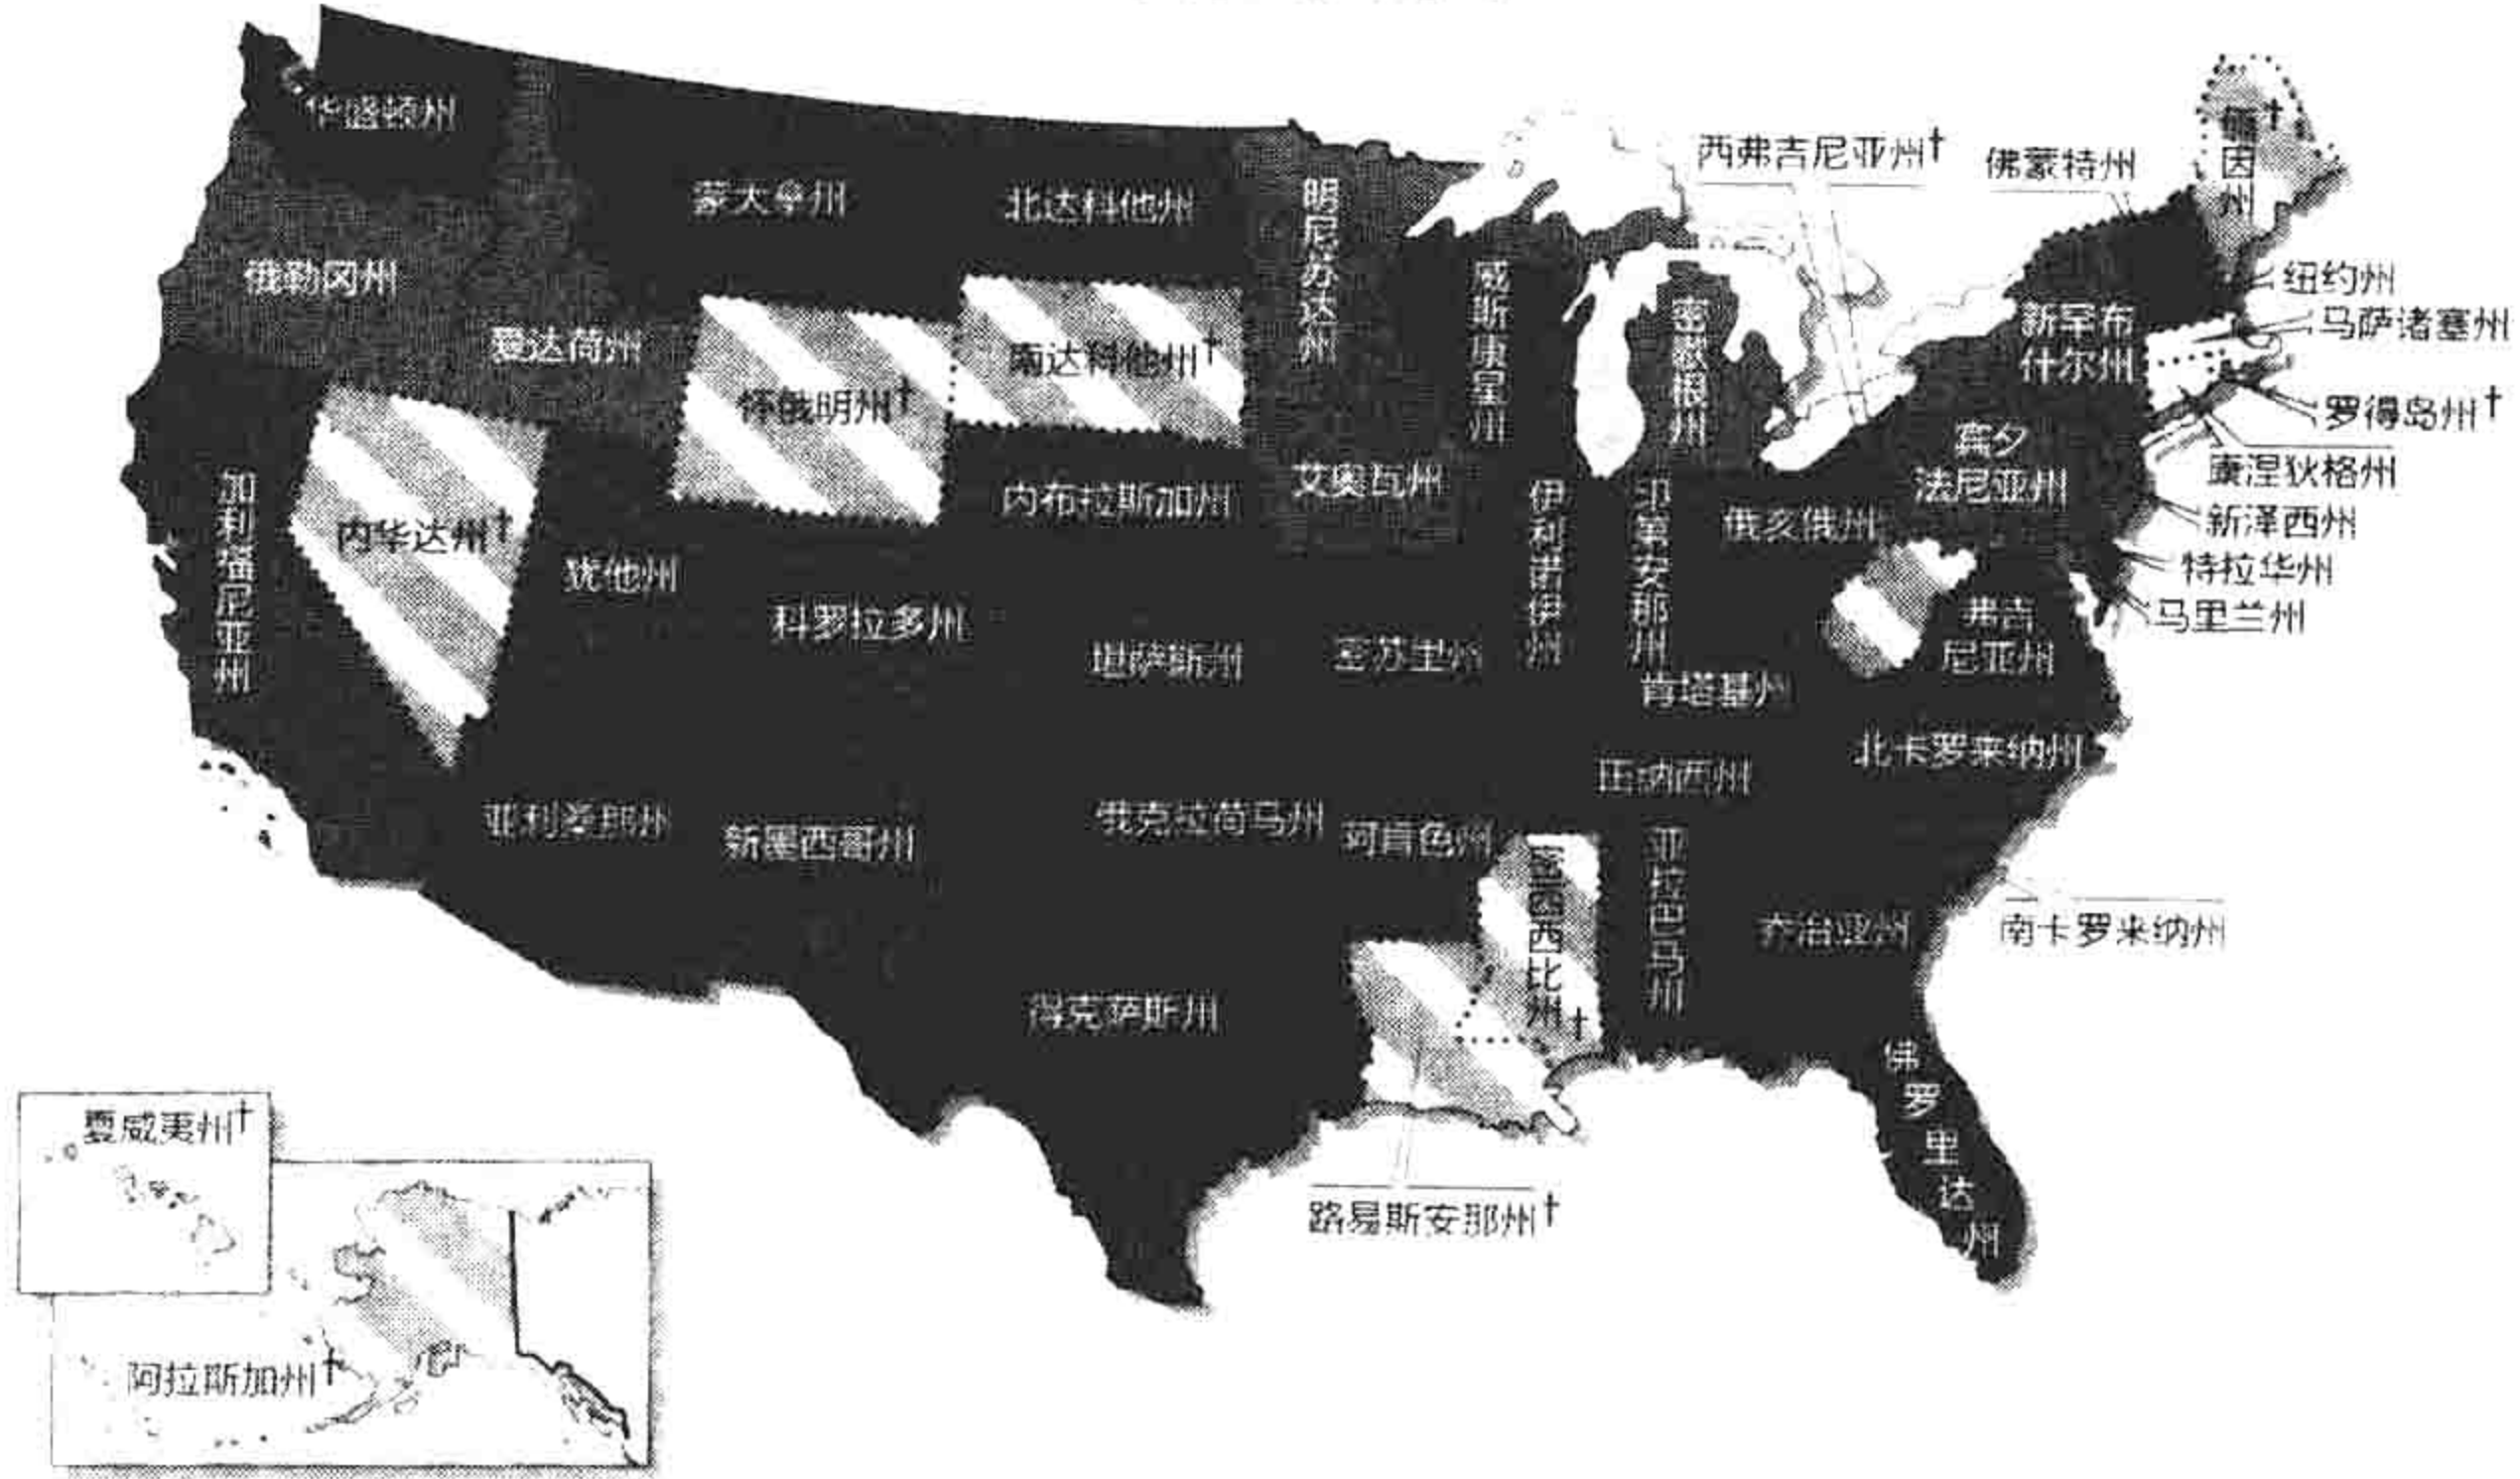 华盛顿州
蒙大拿州
北达科他州
明尼苏达州
西弗吉尼亚州†
佛蒙特州
缅因州†
俄勒冈州
爱达荷州
怀俄明州†
南达科他州†
威斯康星州
密歇根州
新罕布
什尔州
纽约州
马萨诸塞州
罗得岛州†
康涅狄格州
新泽西州
特拉华州
马里兰州
宾夕
法尼亚州
加利福尼亚州
内华达州†
犹他州
科罗拉多州
内布拉斯加州
艾奥瓦州
伊利诺伊州
印第安那州
俄亥俄州
弗吉
尼亚州
堪萨斯州
密苏里州
肯塔基州
北卡罗来纳州
田纳西州
亚利桑那州
新墨西哥州
俄克拉荷马州
阿肯色州
密西西比州†
亚拉巴马州
乔治亚州
南卡罗来纳州
得克萨斯州
佛罗里达州
路易斯安那州†
夏威夷州†
阿拉斯加州†